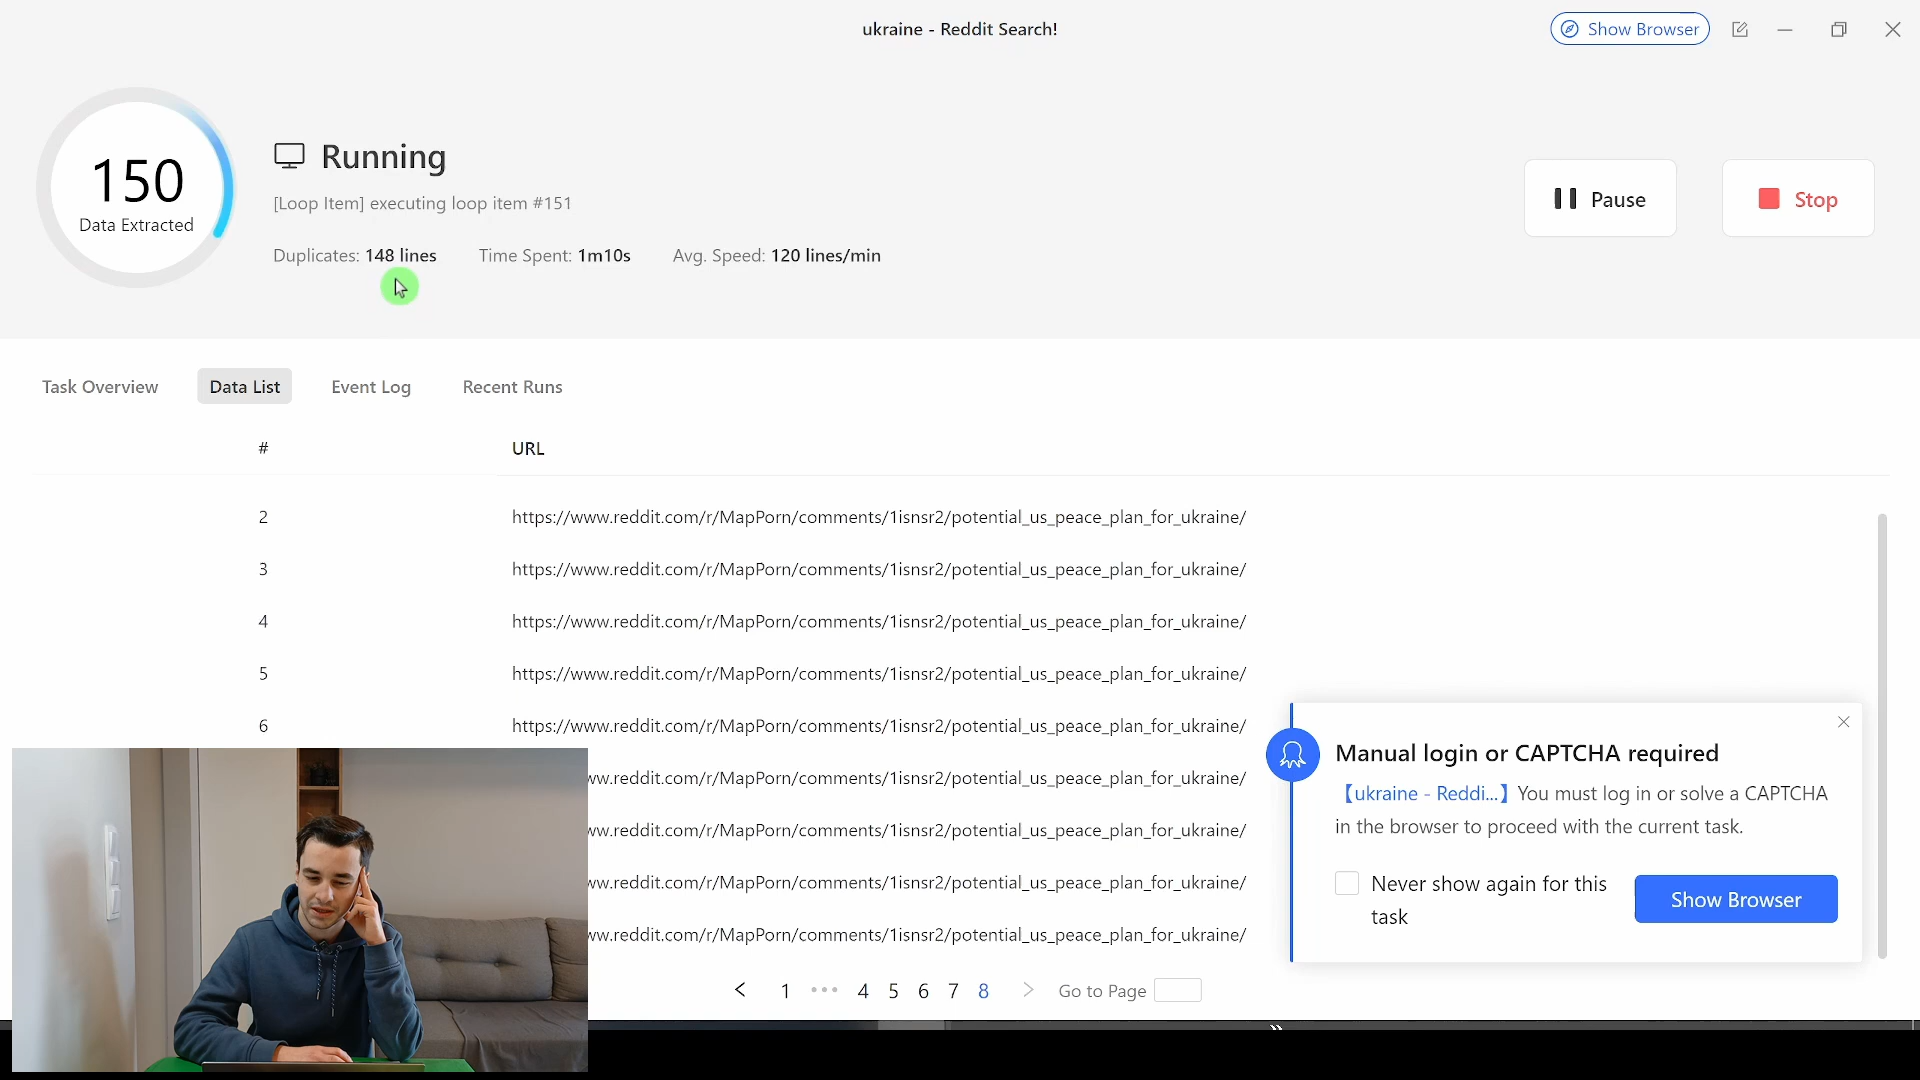 ukraine - Reddit Search!
Show Browser
150
Data Extracted
Running
[Loop Item] executing loop item #151
Duplicates: 148 lines
Time Spent: 1m10s
Avg. Speed: 120 lines/min
Pause
Stop
Task Overview
Data List
Event Log
Recent Runs
# URL
2 https://www.reddit.com/r/MapPorn/comments/1isnsr2/potential_us_peace_plan_for_ukraine/
3 https://www.reddit.com/r/MapPorn/comments/1isnsr2/potential_us_peace_plan_for_ukraine/
4 https://www.reddit.com/r/MapPorn/comments/1isnsr2/potential_us_peace_plan_for_ukraine/
5 https://www.reddit.com/r/MapPorn/comments/1isnsr2/potential_us_peace_plan_for_ukraine/
6 https://www.reddit.com/r/MapPorn/comments/1isnsr2/potential_us_peace_plan_for_ukraine/
ww.reddit.com/r/MapPorn/comments/1isnsr2/potential_us_peace_plan_for_ukraine/
ww.reddit.com/r/MapPorn/comments/1isnsr2/potential_us_peace_plan_for_ukraine/
ww.reddit.com/r/MapPorn/comments/1isnsr2/potential_us_peace_plan_for_ukraine/
ww.reddit.com/r/MapPorn/comments/1isnsr2/potential_us_peace_plan_for_ukraine/
Manual login or CAPTCHA required
【ukraine - Reddi...】You must log in or solve a CAPTCHA
in the browser to proceed with the current task.
Never show again for this
task
Show Browser
< 1 ••• 4 5 6 7 8 > Go to Page